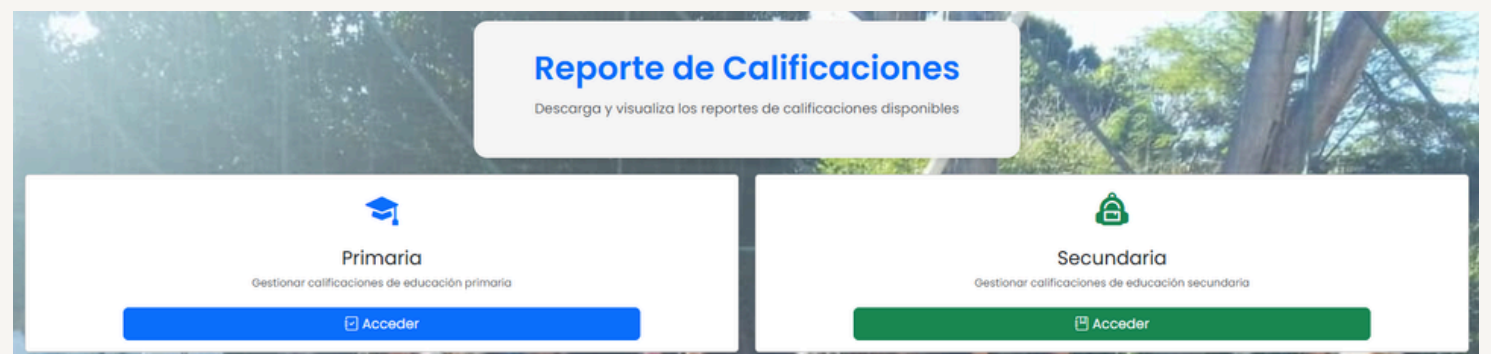 Reporte de Calificaciones
Descarga y visualiza los reportes de calificaciones disponibles
Primaria
Gestionar calificaciones de educación primaria
Acceder
Secundaria
Gestionar calificaciones de educación secundaria
Acceder